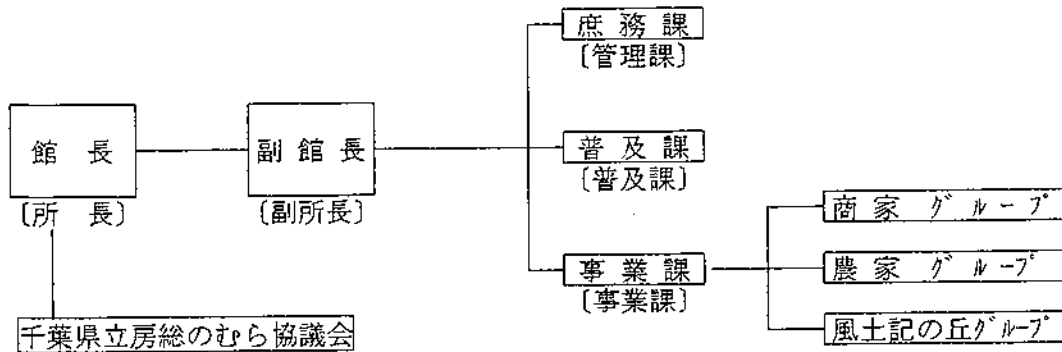 庶務課
〔管理課〕
館長
〔所長〕
副館長
〔副所長〕
普及課
〔普及課〕
事業課
〔事業課〕
商家グループ
農家グループ
風土記の丘グループ
千葉県立房総のむら協議会